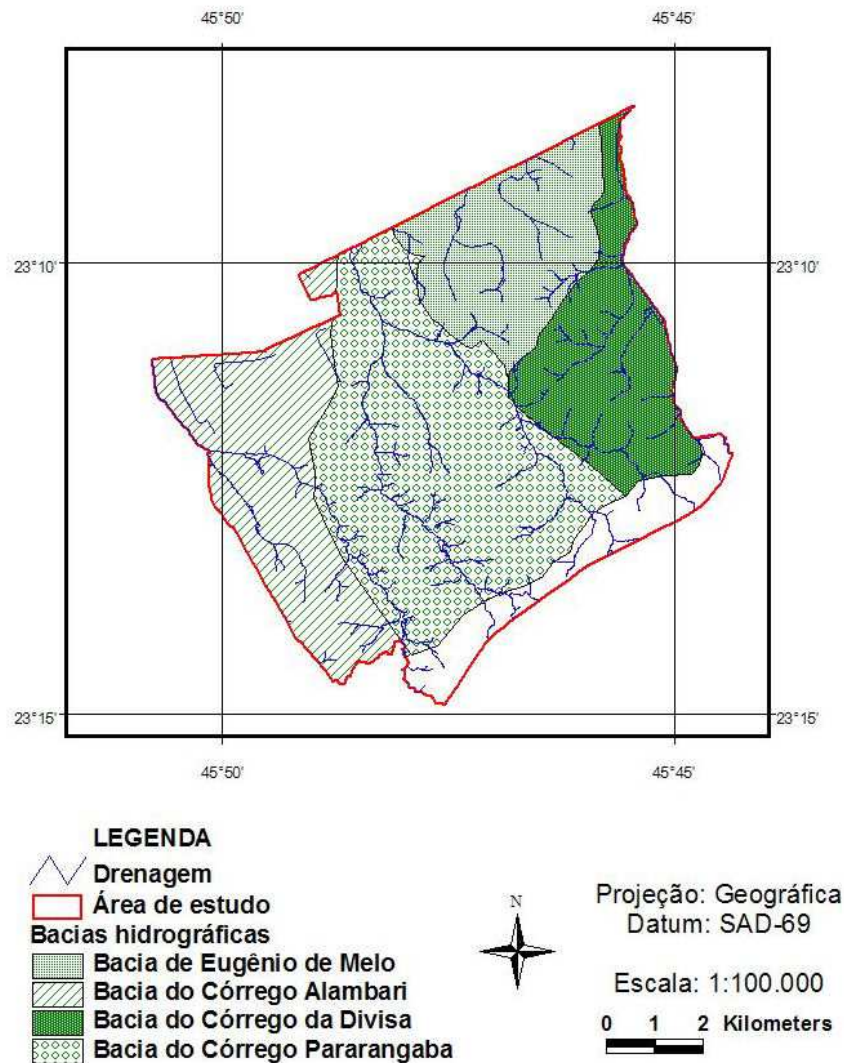 45°50' 45°45'
23°10' 23°10'
23°15' 23°15'
45°50' 45°45'
LEGENDA
Drenagem
Área de estudo
Bacias hidrográficas
Bacia de Eugênio de Melo
Bacia do Córrego Alambari
Bacia do Córrego da Divisa
Bacia do Córrego Pararangaba
N
Projeção: Geográfica
Datum: SAD-69
Escala: 1:100.000
0 1 2 Kilometers